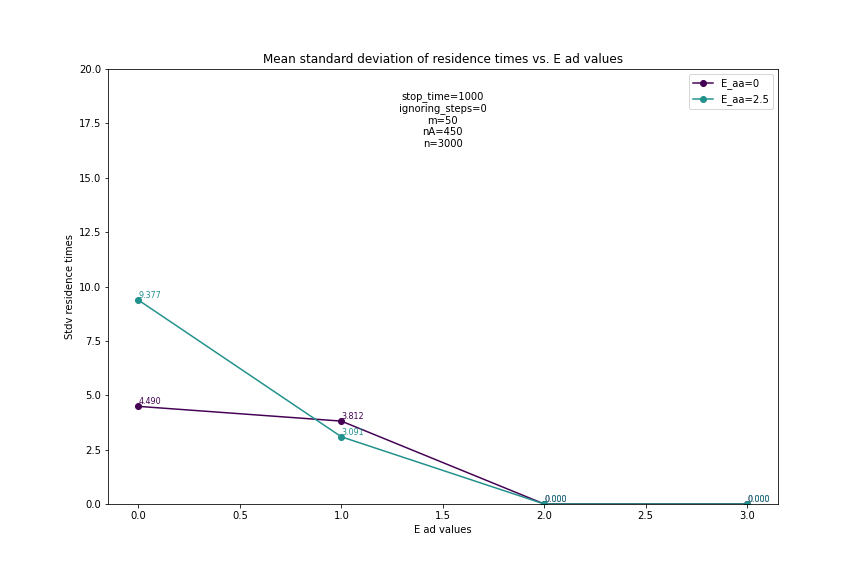 Mean standard deviation of residence times vs. E ad values
E_aa=0
E_aa=2.5
stop_time=1000
ignoring_steps=0
m=50
nA=450
n=3000
20.0
17.5
15.0
12.5
10.0
7.5
5.0
2.5
0.0
Stdv residence times
9.377
4.490
3.812
3.091
0.000
0.000
0.000
0.000
0.0
0.5
1.0
1.5
2.0
2.5
3.0
E ad values